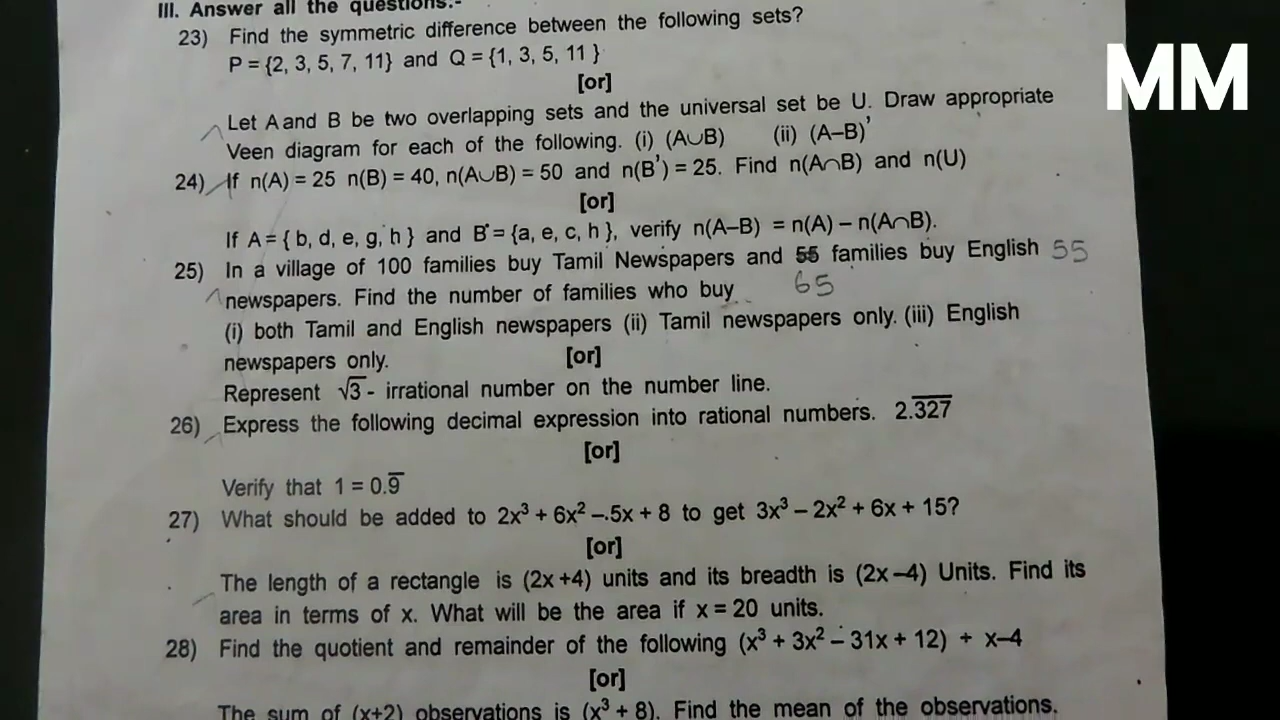 III. Answer all the questions:-
23) Find the symmetric difference between the following sets?
MM
P = {2, 3, 5, 7, 11} and Q = {1, 3, 5, 11 }
[or]
Let A and B be two overlapping sets and the universal set be U. Draw appropriate
Veen diagram for each of the following. (i) (A∪B) (ii) (A–B)'
24) If n(A) = 25 n(B) = 40, n(A∪B) = 50 and n(B') = 25. Find n(A∩B) and n(U)
[or]
If A = { b, d, e, g, h } and B = {a, e, c, h }, verify n(A–B) = n(A) – n(A∩B).
25) In a village of 100 families buy Tamil Newspapers and 55 families buy English 55
newspapers. Find the number of families who buy 65
(i) both Tamil and English newspapers (ii) Tamil newspapers only. (iii) English
newspapers only. [or]
Represent √3 - irrational number on the number line.
26) Express the following decimal expression into rational numbers. 2.3̅2̅7̅
[or]
Verify that 1 = 0.9̅
27) What should be added to 2x³ + 6x² –.5x + 8 to get 3x³ – 2x² + 6x + 15?
[or]
The length of a rectangle is (2x +4) units and its breadth is (2x –4) Units. Find its
area in terms of x. What will be the area if x = 20 units.
28) Find the quotient and remainder of the following (x³ + 3x² – 31x + 12) + x–4
[or]
The sum of (x+2) observations is (x³ + 8). Find the mean of the observations.